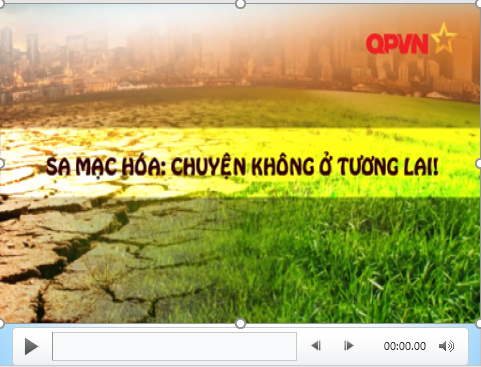 QPVN
SA MẠC HÓA: CHUYỆN KHÔNG Ở TƯƠNG LAI!
00:00.00